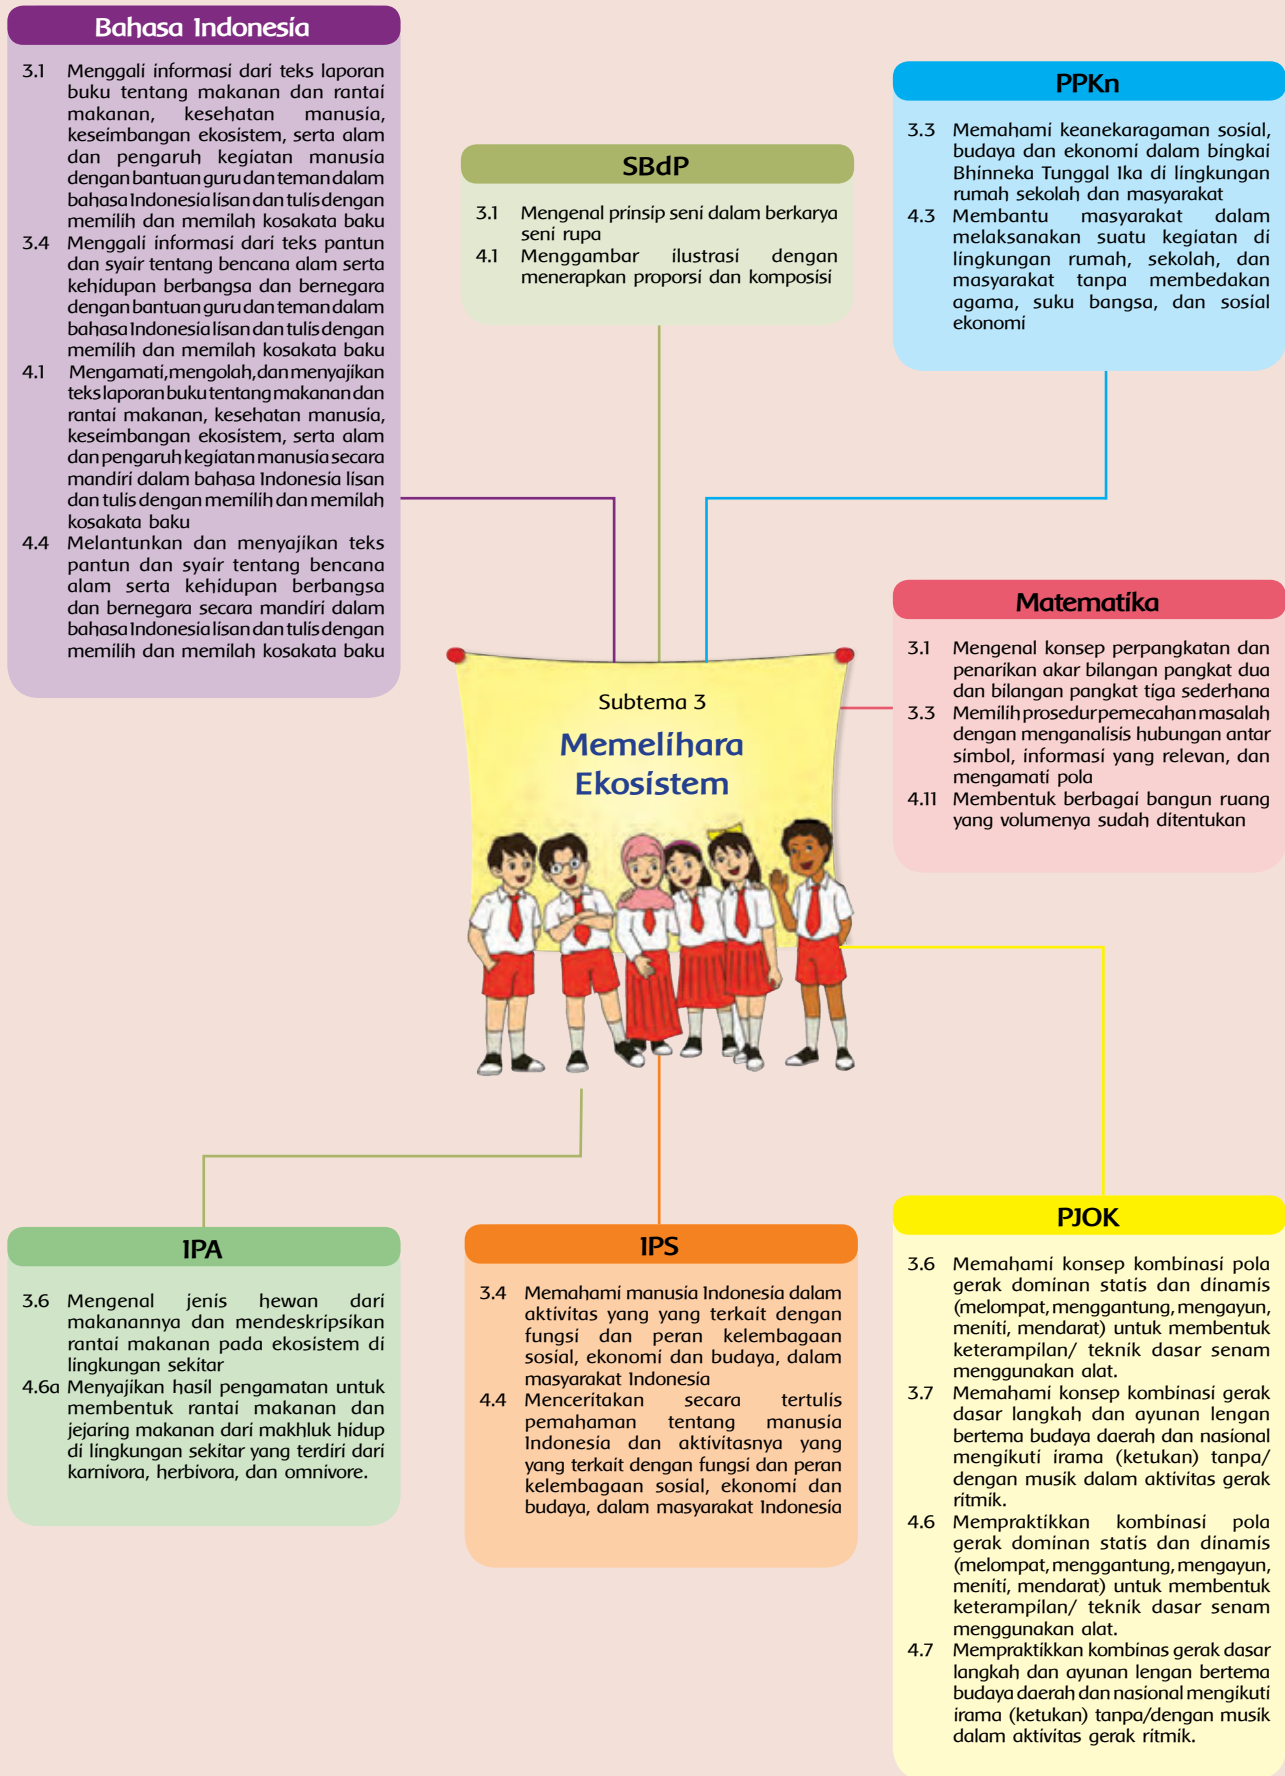 Bahasa Indonesia
3.1 Menggali informasi dari teks laporan
buku tentang makanan dan rantai
makanan, kesehatan manusia,
keseimbangan ekosistem, serta alam
dan pengaruh kegiatan manusia
dengan bantuan guru dan teman dalam
bahasa Indonesia lisan dan tulis dengan
memilih dan memilah kosakata baku
3.4 Menggali informasi dari teks pantun
dan syair tentang bencana alam serta
kehidupan berbangsa dan bernegara
dengan bantuan guru dan teman dalam
bahasa Indonesia lisan dan tulis dengan
memilih dan memilah kosakata baku
4.1 Mengamati, mengolah, dan menyajikan
teks laporan buku tentang makanan dan
rantai makanan, kesehatan manusia,
keseimbangan ekosistem, serta alam
dan pengaruh kegiatan manusia secara
mandiri dalam bahasa Indonesia lisan
dan tulis dengan memilih dan memilah
kosakata baku
4.4 Melantunkan dan menyajikan teks
pantun dan syair tentang bencana
alam serta kehidupan berbangsa
dan bernegara secara mandiri dalam
bahasa Indonesia lisan dan tulis dengan
memilih dan memilah kosakata baku
SBdP
3.1 Mengenal prinsip seni dalam berkarya
seni rupa
4.1 Menggambar ilustrasi dengan
menerapkan proporsi dan komposisi
PPKn
3.3 Memahami keanekaragaman sosial,
budaya dan ekonomi dalam bingkai
Bhinneka Tunggal Ika di lingkungan
rumah sekolah dan masyarakat
4.3 Membantu masyarakat dalam
melaksanakan suatu kegiatan di
lingkungan rumah, sekolah, dan
masyarakat tanpa membedakan
agama, suku bangsa, dan sosial
ekonomi
Matematika
3.1 Mengenal konsep perpangkatan dan
penarikan akar bilangan pangkat dua
dan bilangan pangkat tiga sederhana
3.3 Memilih prosedur pemecahan masalah
dengan menganalisis hubungan antar
simbol, informasi yang relevan, dan
mengamati pola
4.11 Membentuk berbagai bangun ruang
yang volumenya sudah ditentukan
Subtema 3
Memelihara
Ekosistem
IPA
3.6 Mengenal jenis hewan dari
makanannya dan mendeskripsikan
rantai makanan pada ekosistem di
lingkungan sekitar
4.6a Menyajikan hasil pengamatan untuk
membentuk rantai makanan dan
jejaring makanan dari makhluk hidup
di lingkungan sekitar yang terdiri dari
karnivora, herbivora, dan omnivore.
IPS
3.4 Memahami manusia Indonesia dalam
aktivitas yang yang terkait dengan
fungsi dan peran kelembagaan
sosial, ekonomi dan budaya, dalam
masyarakat Indonesia
4.4 Menceritakan secara tertulis
pemahaman tentang manusia
Indonesia dan aktivitasnya yang
yang terkait dengan fungsi dan peran
kelembagaan sosial, ekonomi dan
budaya, dalam masyarakat Indonesia
PJOK
3.6 Memahami konsep kombinasi pola
gerak dominan statis dan dinamis
(melompat, menggantung, mengayun,
meniti, mendarat) untuk membentuk
keterampilan/ teknik dasar senam
menggunakan alat.
3.7 Memahami konsep kombinasi gerak
dasar langkah dan ayunan lengan
bertema budaya daerah dan nasional
mengikuti irama (ketukan) tanpa/
dengan musik dalam aktivitas gerak
ritmik.
4.6 Mempraktikkan kombinasi pola
gerak dominan statis dan dinamis
(melompat, menggantung, mengayun,
meniti, mendarat) untuk membentuk
keterampilan/ teknik dasar senam
menggunakan alat.
4.7 Mempraktikkan kombinas gerak dasar
langkah dan ayunan lengan bertema
budaya daerah dan nasional mengikuti
irama (ketukan) tanpa/dengan musik
dalam aktivitas gerak ritmik.